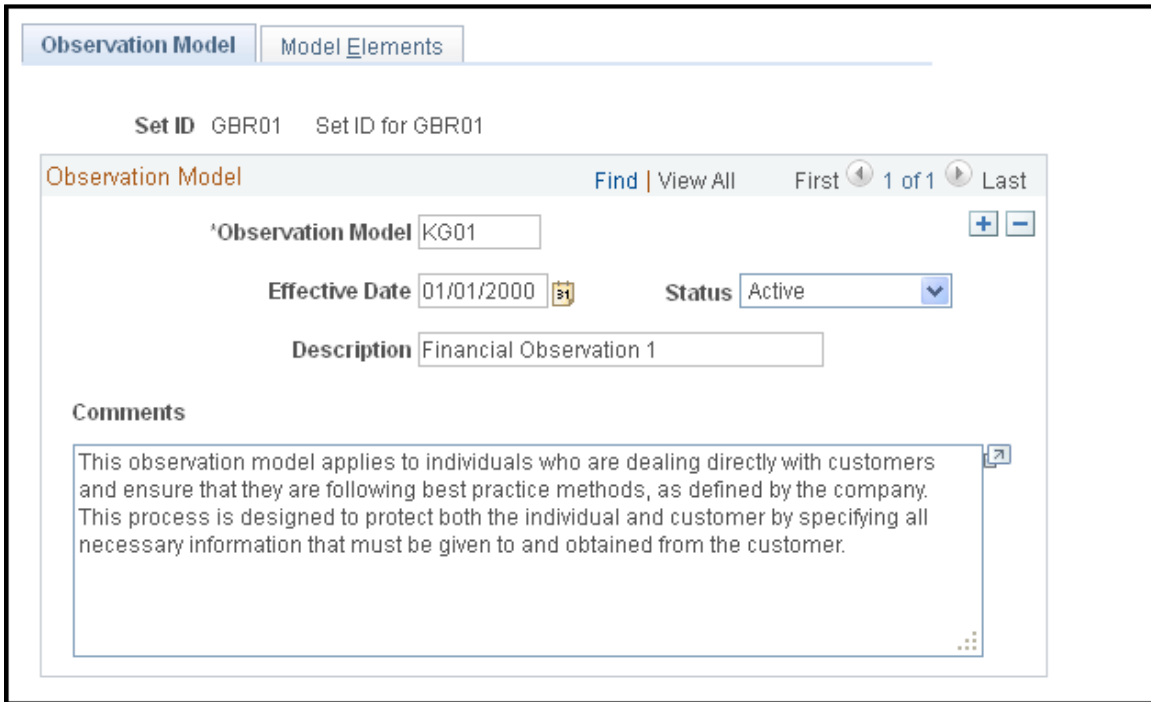 Observation Model Model Elements
Set ID GBR01 Set ID for GBR01
Observation Model Find | View All First 1 of 1 Last
*Observation Model KG01
Effective Date 01/01/2000 31 Status Active
Description Financial Observation 1
Comments
This observation model applies to individuals who are dealing directly with customers
and ensure that they are following best practice methods, as defined by the company.
This process is designed to protect both the individual and customer by specifying all
necessary information that must be given to and obtained from the customer.